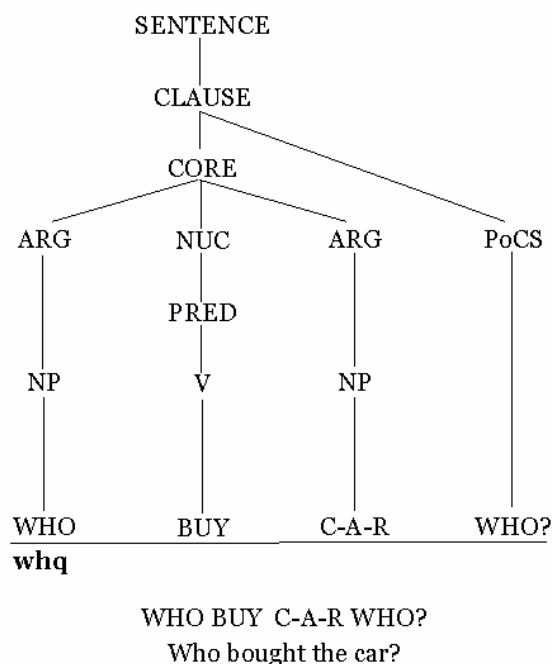 SENTENCE
CLAUSE
CORE
ARG NUC ARG PoCS
PRED
NP V NP
WHO BUY C-A-R WHO?
whq
WHO BUY C-A-R WHO?
Who bought the car?